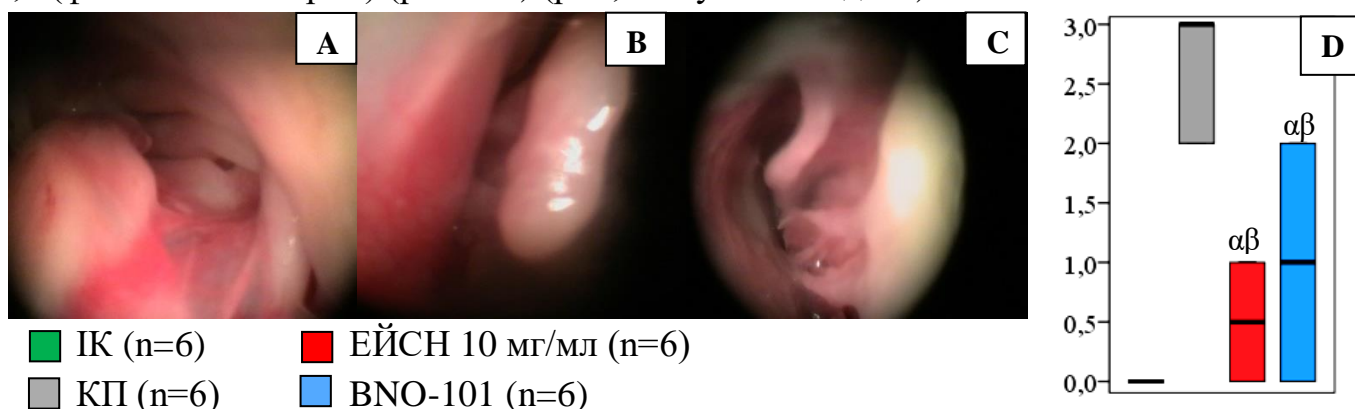 A
B
C
D
3,0
2,5
2,0
1,5
1,0
0,5
0,0
αβ
αβ
ІК (n=6)
ЕЙСН 10 мг/мл (n=6)
КП (n=6)
BNO-101 (n=6)